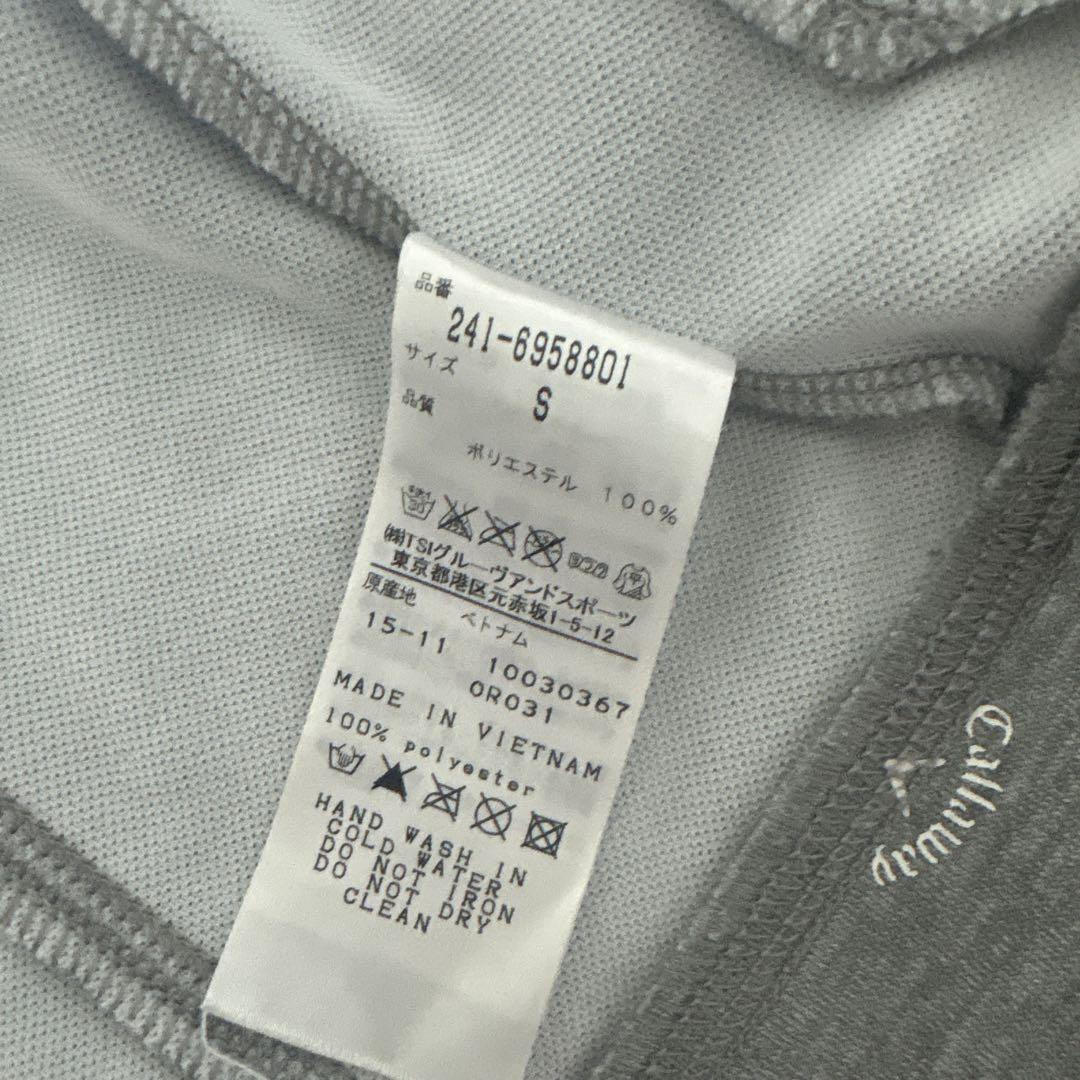 品番
241-6958801
サイズ
S
品質
ポリエステル 100%
㈱TSIグルーヴアンドスポーツ
東京都港区元赤坂1-5-12
原産地 ベトナム
15-11 10030367
0R031
MADE IN VIETNAM
100% polyester
HAND WASH IN
COLD WATER
DO NOT IRON
DO NOT DRY
CLEAN
Callaway